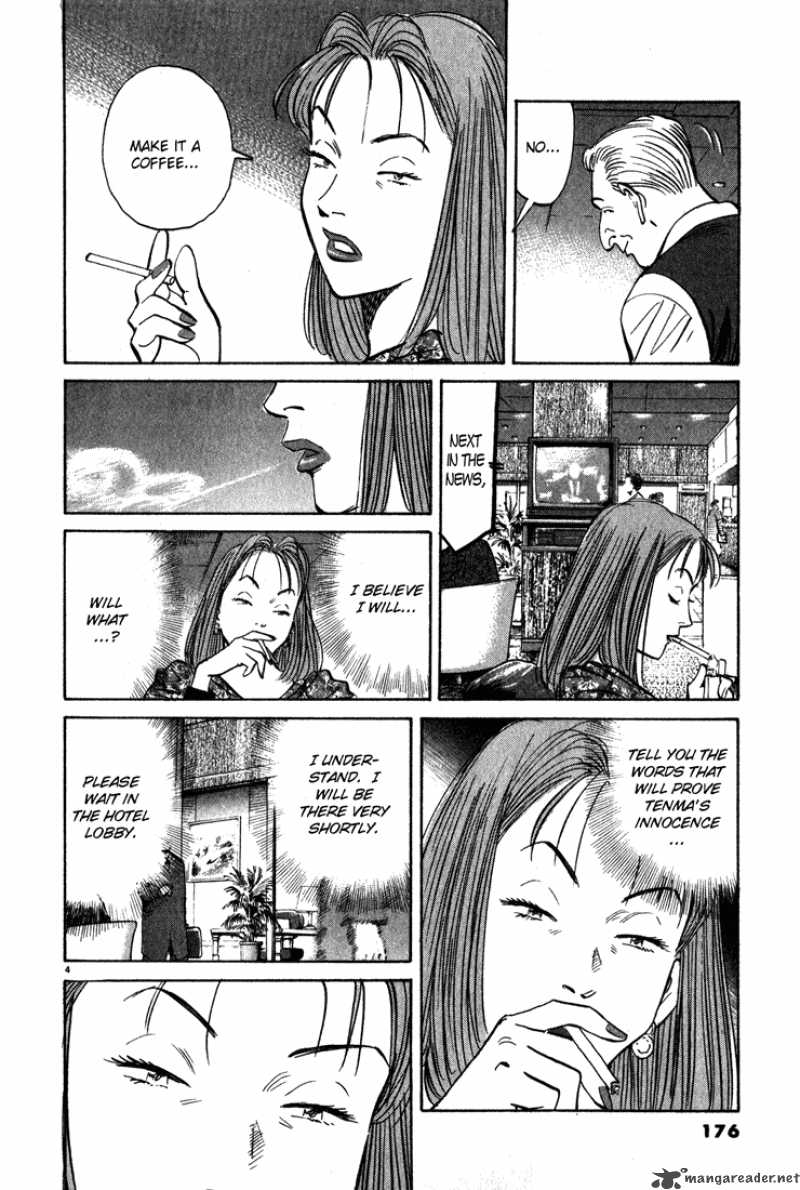 NO...
MAKE IT A
COFFEE...
NEXT
IN THE
NEWS,
I BELIEVE
I WILL...
WILL
WHAT
...?
TELL YOU THE
WORDS THAT
WILL PROVE
TENMA'S
INNOCENCE
...
I UNDER-
STAND. I
WILL BE
THERE VERY
SHORTLY.
PLEASE
WAIT IN
THE HOTEL
LOBBY.
4
176
mangareader.net